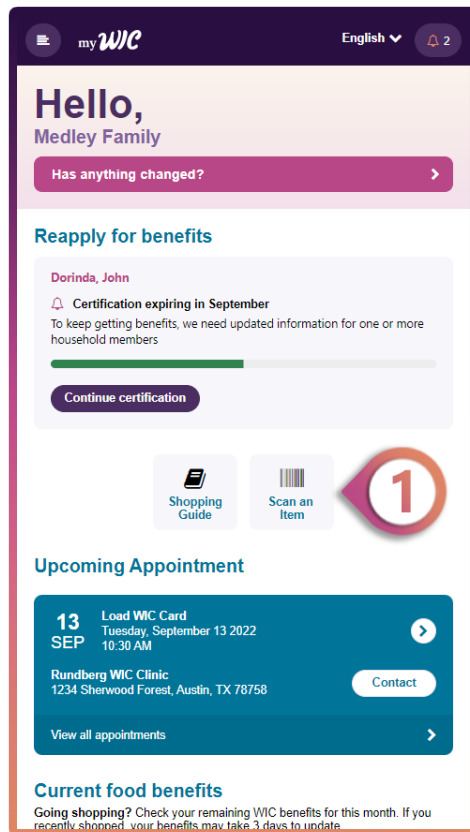 my WIC
English
2
Hello,
Medley Family
Has anything changed?
Reapply for benefits
Dorinda, John
Certification expiring in September
To keep getting benefits, we need updated information for one or more
household members
Continue certification
Shopping
Guide
Scan an
Item
1
Upcoming Appointment
13
SEP
Load WIC Card
Tuesday, September 13 2022
10:30 AM
Rundberg WIC Clinic
1234 Sherwood Forest, Austin, TX 78758
Contact
View all appointments
Current food benefits
Going shopping? Check your remaining WIC benefits for this month. If you
recently shopped, your benefits may take 3 days to update